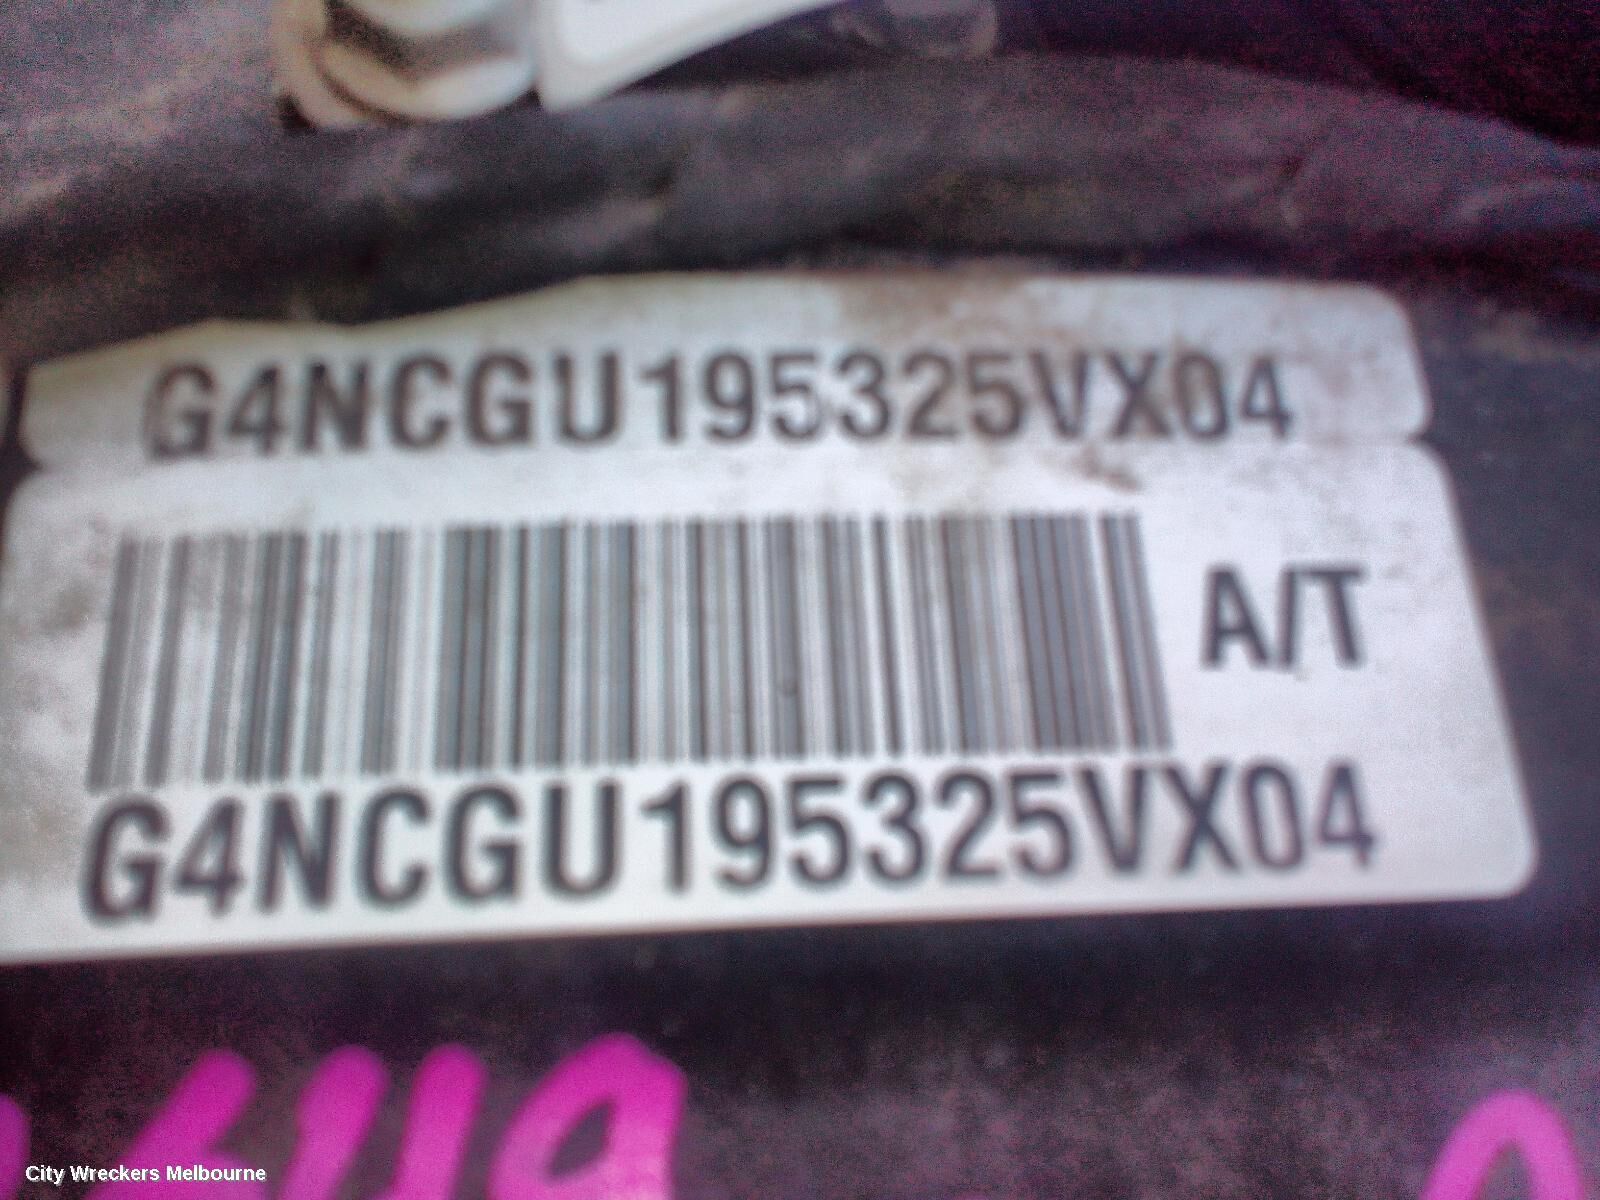 G4NCGU195325VX04
A/T
G4NCGU195325VX04
City Wreckers Melbourne